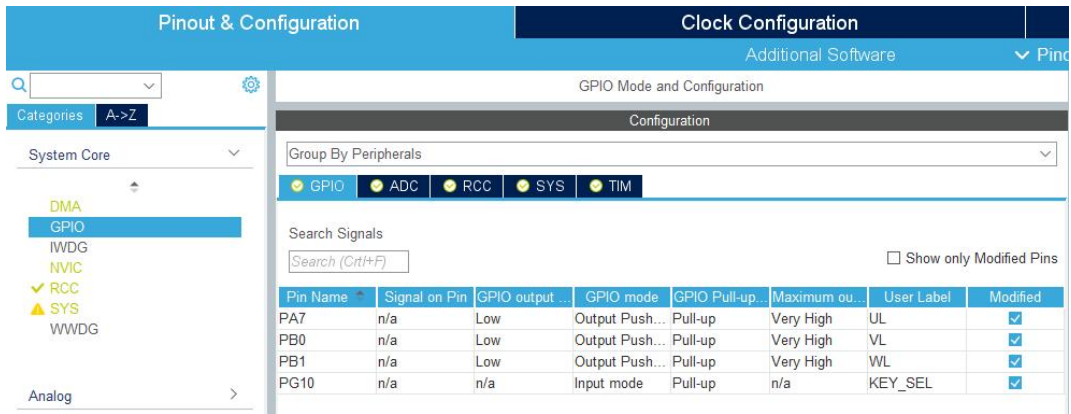 Pinout & Configuration
Clock Configuration
Additional Software
Pino
GPIO Mode and Configuration
Categories
A->Z
Configuration
System Core
Group By Peripherals
GPIO
ADC
RCC
SYS
TIM
DMA
GPIO
IWDG
NVIC
RCC
SYS
WWDG
Search Signals
Search (Crtl+F)
Show only Modified Pins
Pin Name Signal on Pin GPIO output ... GPIO mode GPIO Pull-up... Maximum ou... User Label Modified
PA7 n/a Low Output Push... Pull-up Very High UL
PB0 n/a Low Output Push... Pull-up Very High VL
PB1 n/a Low Output Push... Pull-up Very High WL
PG10 n/a n/a Input mode Pull-up n/a KEY_SEL
Analog